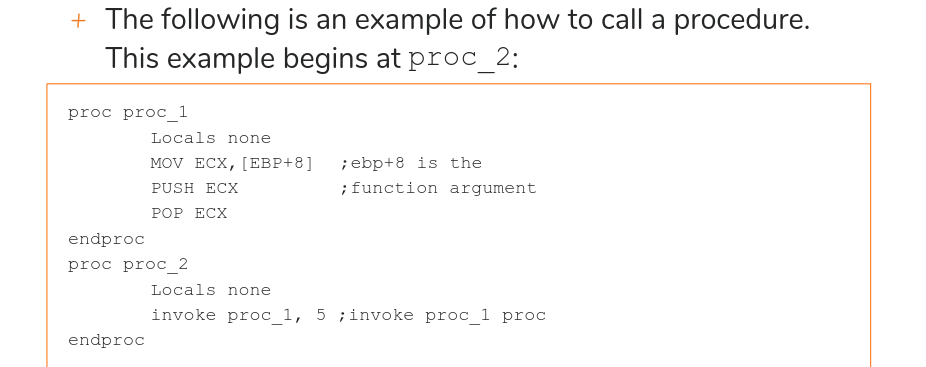 + The following is an example of how to call a procedure.
This example begins at proc_2:
proc proc_1
Locals none
MOV ECX,[EBP+8] ;ebp+8 is the
PUSH ECX ;function argument
POP ECX
endproc
proc proc_2
Locals none
invoke proc_1, 5 ;invoke proc_1 proc
endproc